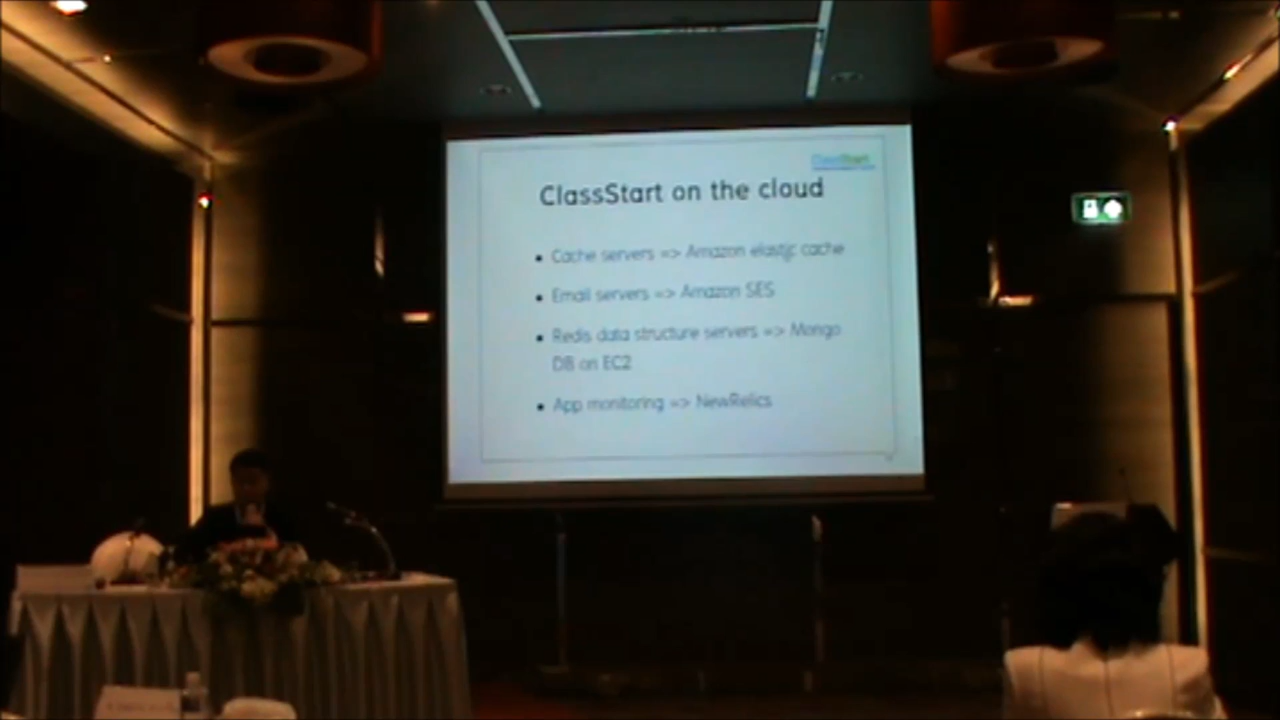 ClassStart
ClassStart on the cloud
• Cache servers => Amazon elastic cache
• Email servers => Amazon SES
• Redis data structure servers => Mongo
DB on EC2
• App monitoring => NewRelics